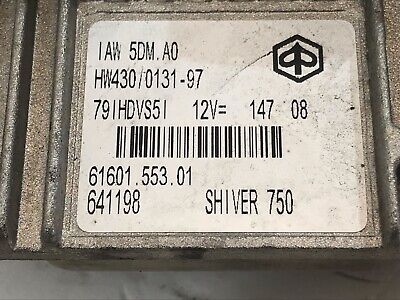 IAW 5DM.A0
HW430/0131-97
79IHDVS5I 12V= 147 08
61601.553.01
641198 SHIVER 750